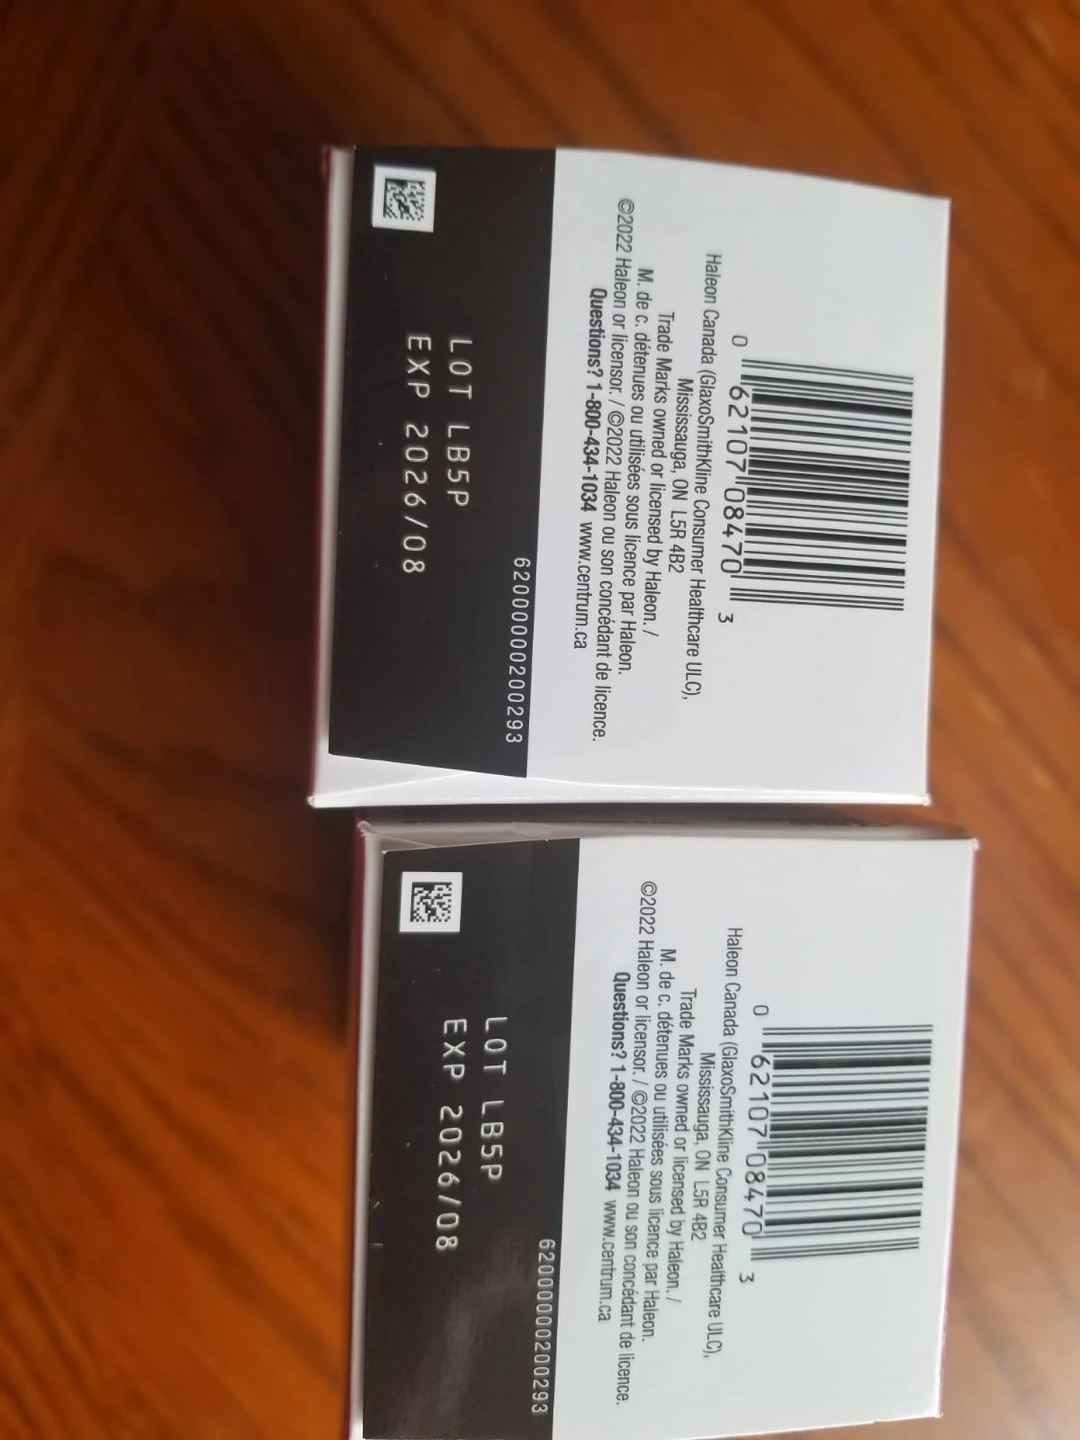 0 62107 08470 3
Haleon Canada (GlaxoSmithKline Consumer Healthcare ULC),
Mississauga, ON L5R 4B2
Trade Marks owned or licensed by Haleon. /
M. de c. détenues ou utilisées sous licence par Haleon.
©2022 Haleon or licensor. / ©2022 Haleon ou son concédant de licence.
Questions? 1-800-434-1034 www.centrum.ca
62000000200293
LOT LB5P
EXP 2026/08
0 62107 08470 3
Haleon Canada (GlaxoSmithKline Consumer Healthcare ULC),
Mississauga, ON L5R 4B2
Trade Marks owned or licensed by Haleon. /
M. de c. détenues ou utilisées sous licence par Haleon.
©2022 Haleon or licensor. / ©2022 Haleon ou son concédant de licence.
Questions? 1-800-434-1034 www.centrum.ca
62000000200293
LOT LB5P
EXP 2026/08